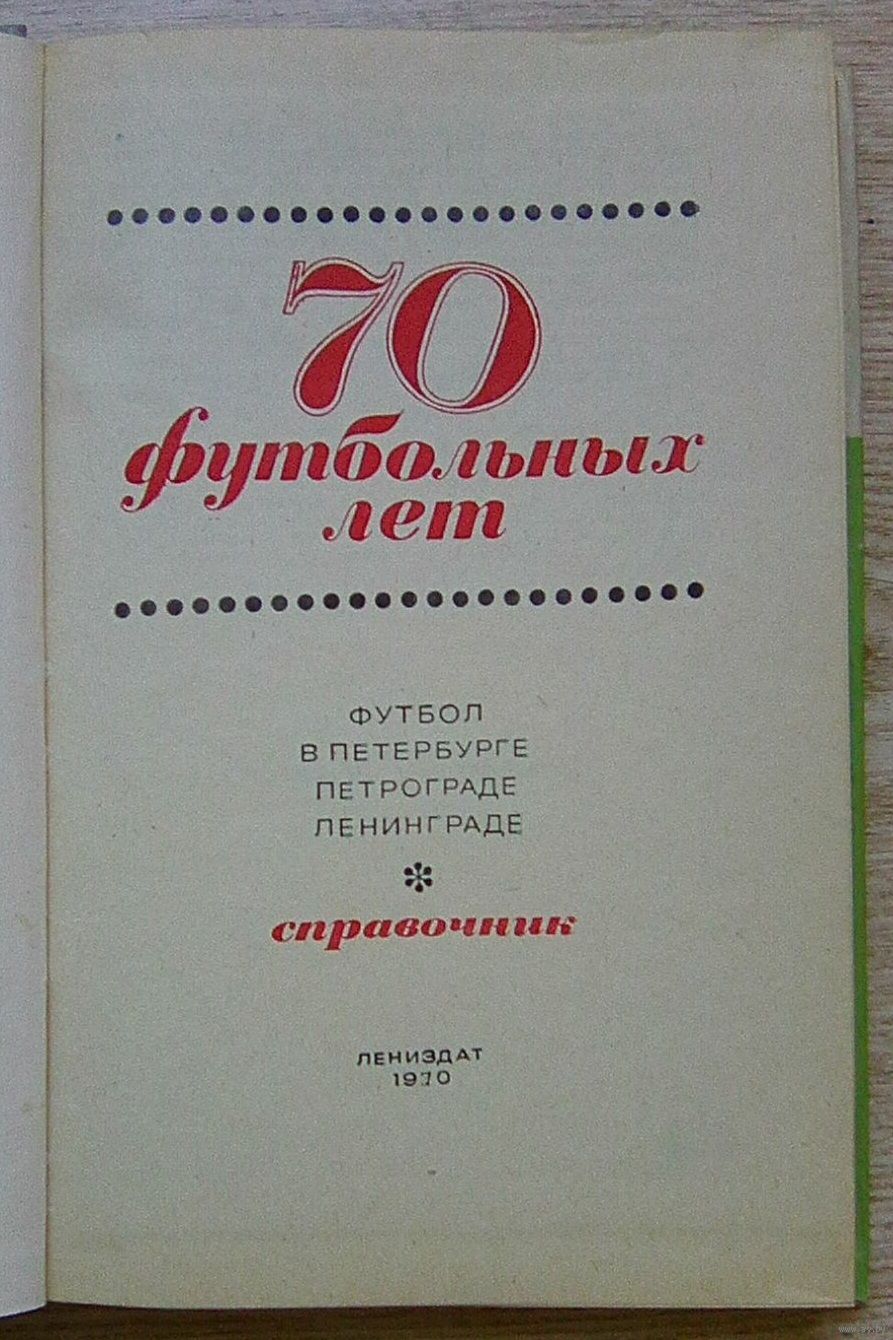 70
футбольных
лет
ФУТБОЛ
В ПЕТЕРБУРГЕ
ПЕТРОГРАДЕ
ЛЕНИНГРАДЕ
справочник
ЛЕНИЗДАТ
1970